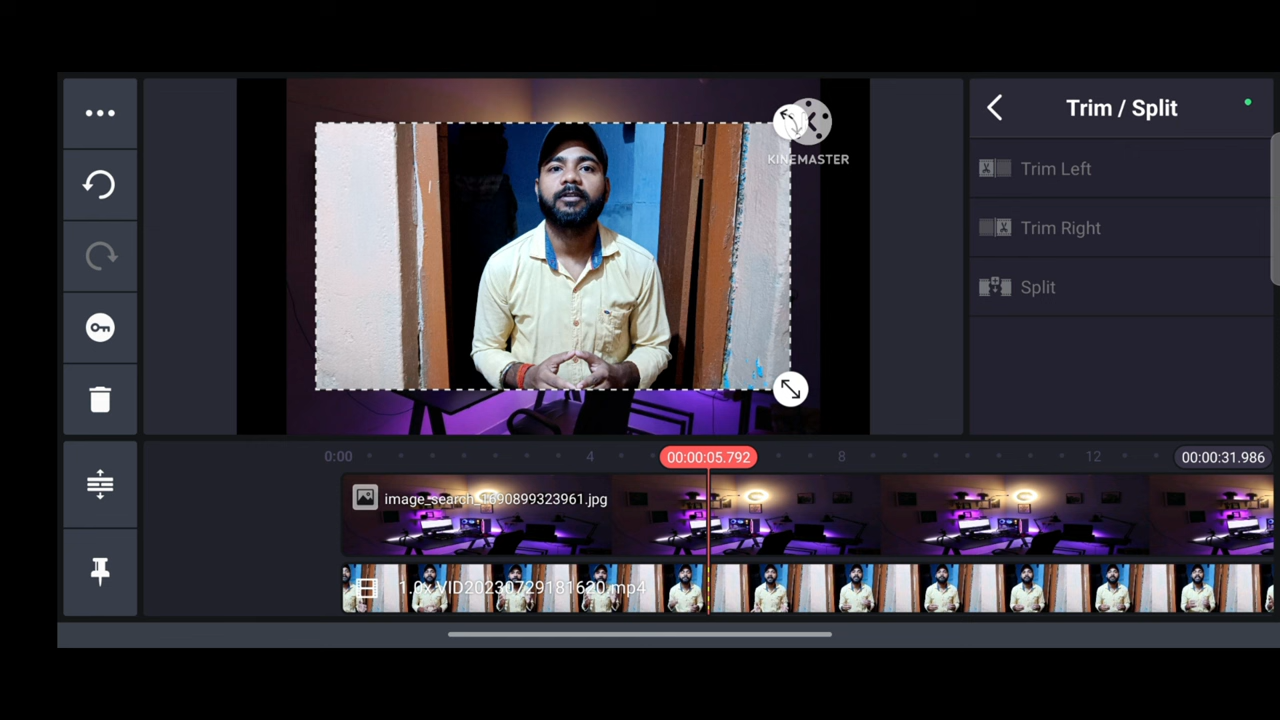 Trim / Split
KINEMASTER
Trim Left
Trim Right
Split
0:00
4
00:00:05.792
8
12
00:00:31.986
image_search_1690899323961.jpg
1.0x VID20230729181620.mp4